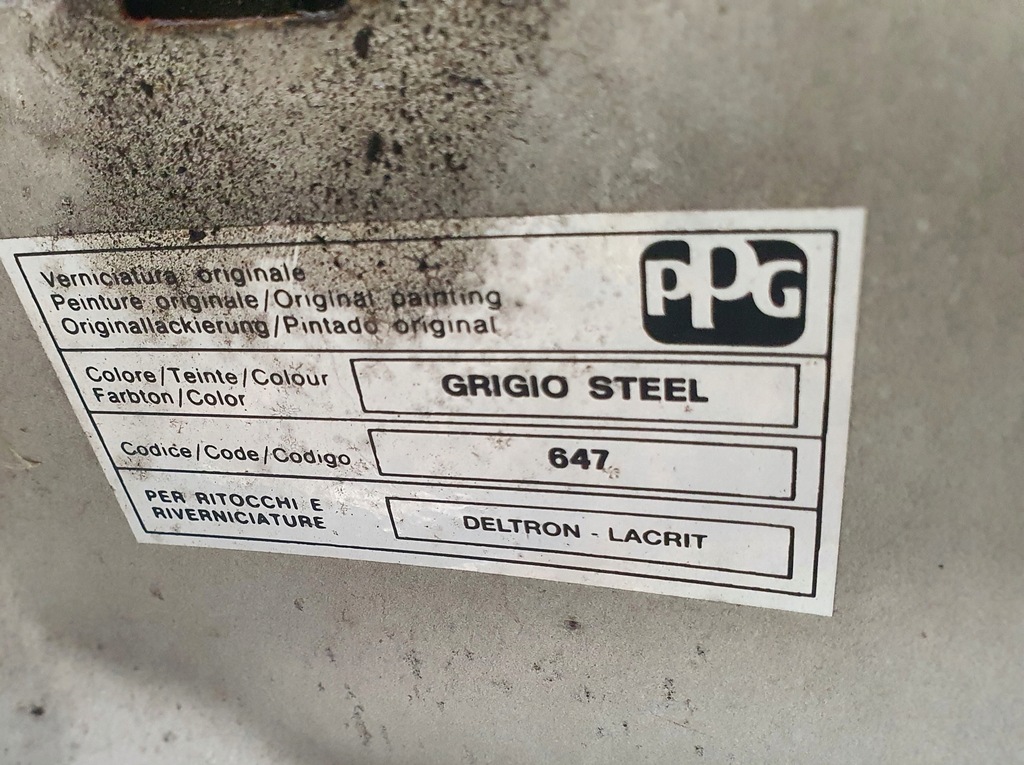 Verniciatura originale
Peinture originale/Original painting
Originallackierung/Pintado original
PPG
Colore/Teinte/Colour
Farbton/Color
GRIGIO STEEL
Codice/Code/Codigo
647
PER RITOCCHI E
RIVERNICIATURE
DELTRON - LACRIT